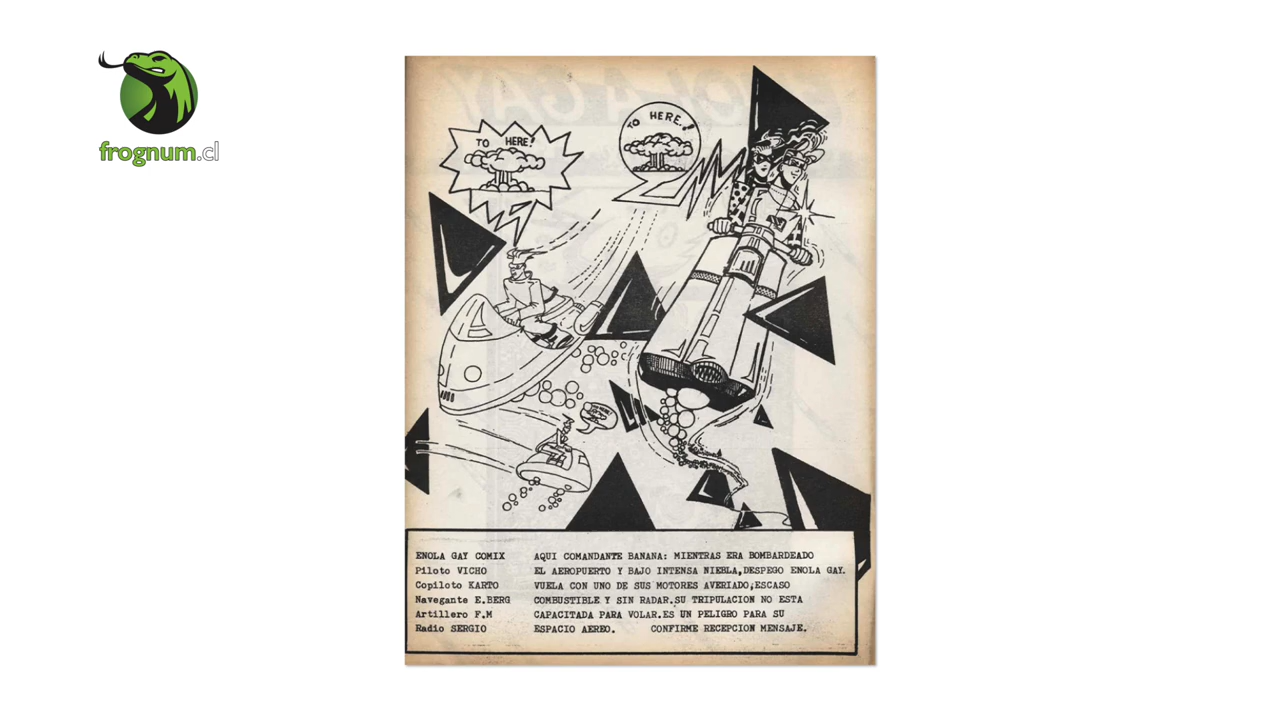 frognum.cl
TO HERE!
TO HERE..!
ENOLA GAY COMIX
Piloto VICHO
Copiloto KARTO
Navegante E.BERG
Artillero F.M
Radio SERGIO
AQUI COMANDANTE BANANA: MIENTRAS ERA BOMBARDEADO
EL AEROPUERTO Y BAJO INTENSA NIEBLA,DESPEGO ENOLA GAY.
VUELA CON UNO DE SUS MOTORES AVERIADO,ESCASO
COMBUSTIBLE Y SIN RADAR.SU TRIPULACION NO ESTA
CAPACITADA PARA VOLAR.ES UN PELIGRO PARA SU
ESPACIO AEREO. CONFIRME RECEPCION MENSAJE.